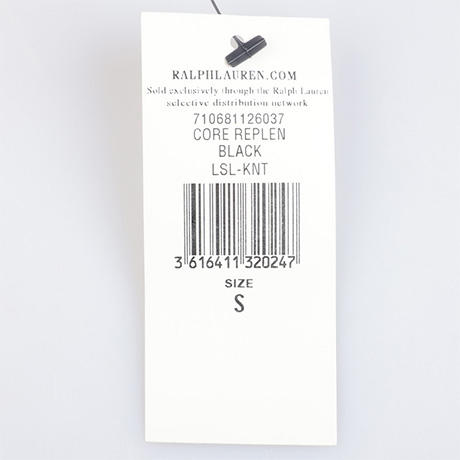 RALPHLAUREN.COM
Sold exclusively through the Ralph Lauren
selective distribution network
710681126037
CORE REPLEN
BLACK
LSL-KNT
3 616411 320247
SIZE
S